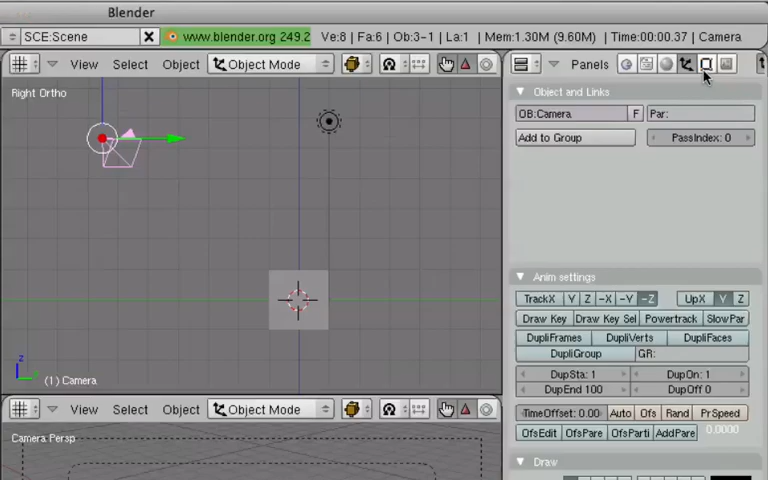 Blender
SCE:Scene
www.blender.org 249.2
Ve:8 | Fa:6 | Ob:3-1 | La:1 | Mem:1.30M (9.60M) | Time:00:00.37 | Camera
View Select Object Object Mode
Panels
Right Ortho
Object and Links
OB:Camera F Par:
Add to Group PassIndex: 0
Anim settings
TrackX Y Z -X -Y -Z UpX Y Z
Draw Key Draw Key Sel Powertrack SlowPar
DupliFrames DupliVerts DupliFaces
DupliGroup GR:
DupSta: 1 DupOn: 1
DupEnd 100 DupOff 0
TimeOffset: 0.00 Auto Ofs Rand PrSpeed
OfsEdit OfsPare OfsParti AddPare 0.0000
Draw
z
y
(1) Camera
View Select Object Object Mode
Camera Persp